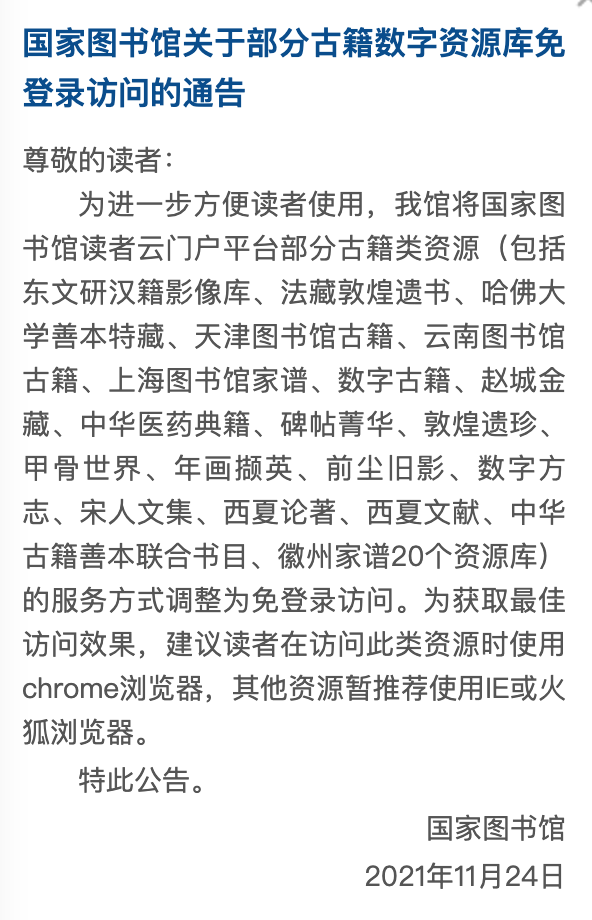 国家图书馆关于部分古籍数字资源库免
登录访问的通告
尊敬的读者：
为进一步方便读者使用，我馆将国家图
书馆读者云门户平台部分古籍类资源（包括
东文研汉籍影像库、法藏敦煌遗书、哈佛大
学善本特藏、天津图书馆古籍、云南图书馆
古籍、上海图书馆家谱、数字古籍、赵城金
藏、中华医药典籍、碑帖菁华、敦煌遗珍、
甲骨世界、年画撷英、前尘旧影、数字方
志、宋人文集、西夏论著、西夏文献、中华
古籍善本联合书目、徽州家谱20个资源库）
的服务方式调整为免登录访问。为获取最佳
访问效果，建议读者在访问此类资源时使用
chrome浏览器，其他资源暂推荐使用IE或火
狐浏览器。
特此公告。
国家图书馆
2021年11月24日